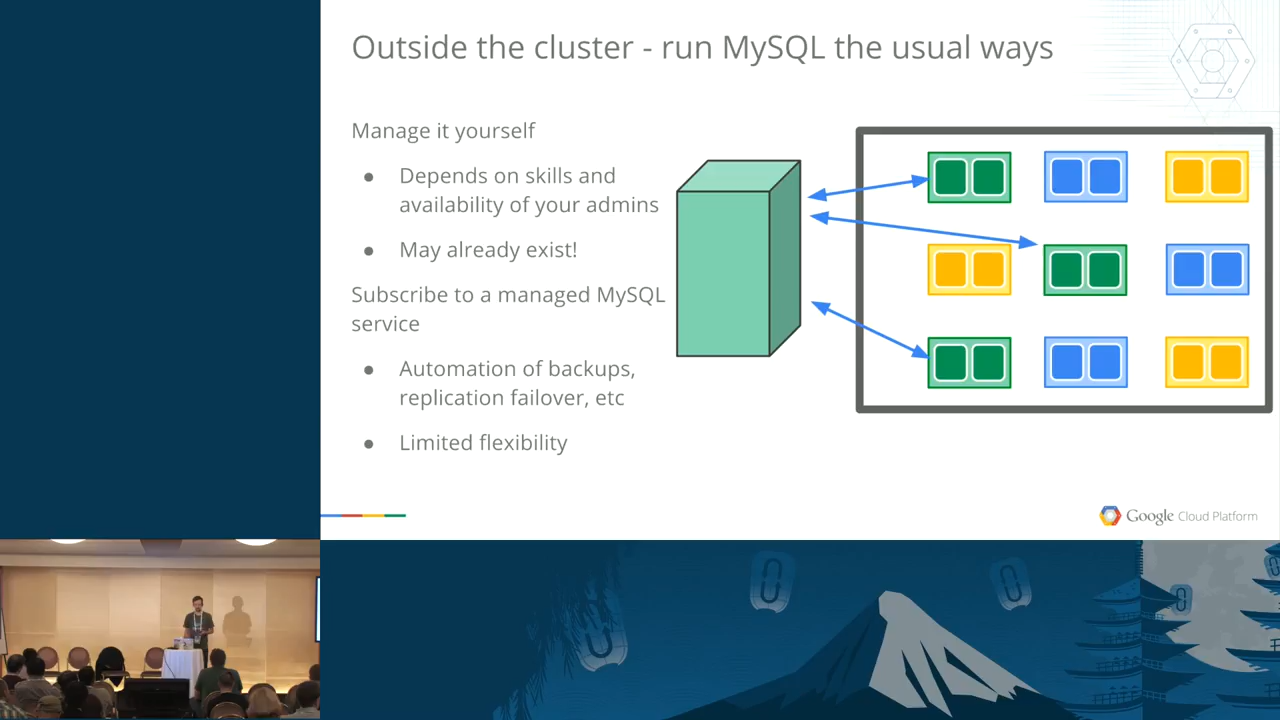 Outside the cluster - run MySQL the usual ways
Manage it yourself
● Depends on skills and
availability of your admins
● May already exist!
Subscribe to a managed MySQL
service
● Automation of backups,
replication failover, etc
● Limited flexibility
Google Cloud Platform